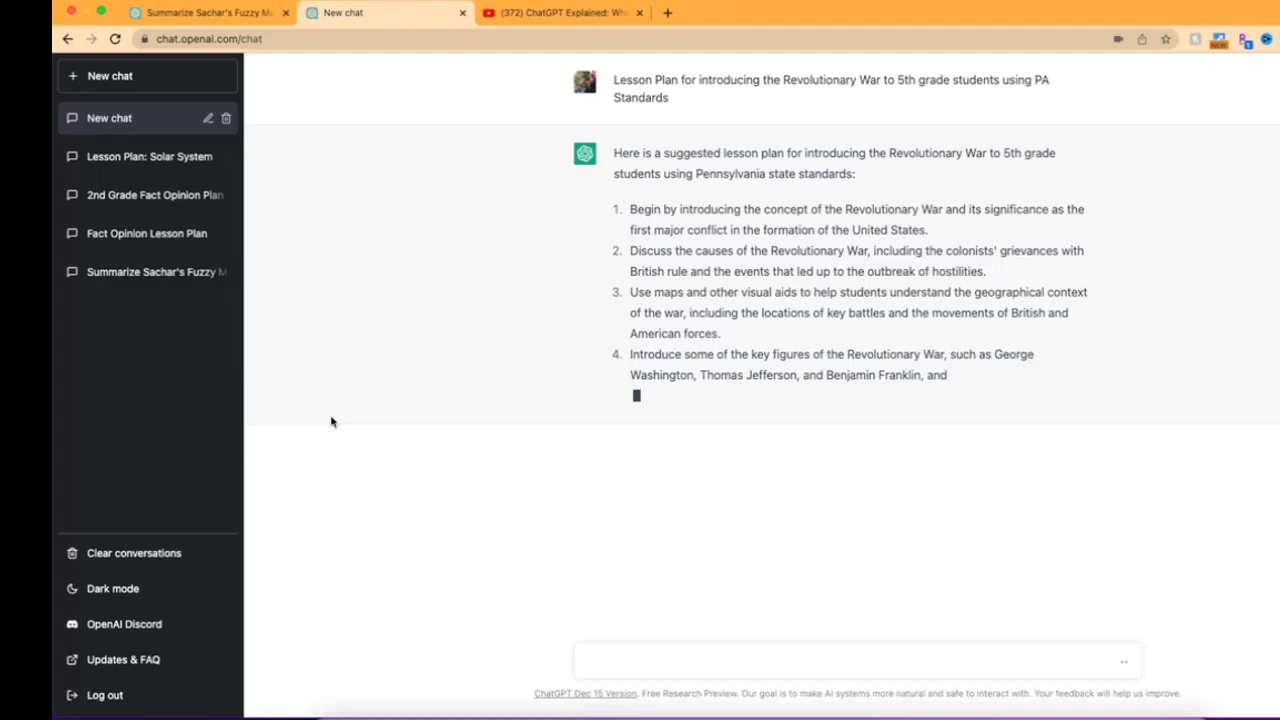 Summarize Sachar's Fuzzy M
New chat
(372) ChatGPT Explained: Wh
chat.openai.com/chat
NEW
New chat
New chat
Lesson Plan: Solar System
2nd Grade Fact Opinion Plan
Fact Opinion Lesson Plan
Summarize Sachar's Fuzzy M
Clear conversations
Dark mode
OpenAI Discord
Updates & FAQ
Log out
Lesson Plan for introducing the Revolutionary War to 5th grade students using PA
Standards
Here is a suggested lesson plan for introducing the Revolutionary War to 5th grade
students using Pennsylvania state standards:
1. Begin by introducing the concept of the Revolutionary War and its significance as the
first major conflict in the formation of the United States.
2. Discuss the causes of the Revolutionary War, including the colonists' grievances with
British rule and the events that led up to the outbreak of hostilities.
3. Use maps and other visual aids to help students understand the geographical context
of the war, including the locations of key battles and the movements of British and
American forces.
4. Introduce some of the key figures of the Revolutionary War, such as George
Washington, Thomas Jefferson, and Benjamin Franklin, and
ChatGPT Dec 15 Version. Free Research Preview. Our goal is to make AI systems more natural and safe to interact with. Your feedback will help us improve.